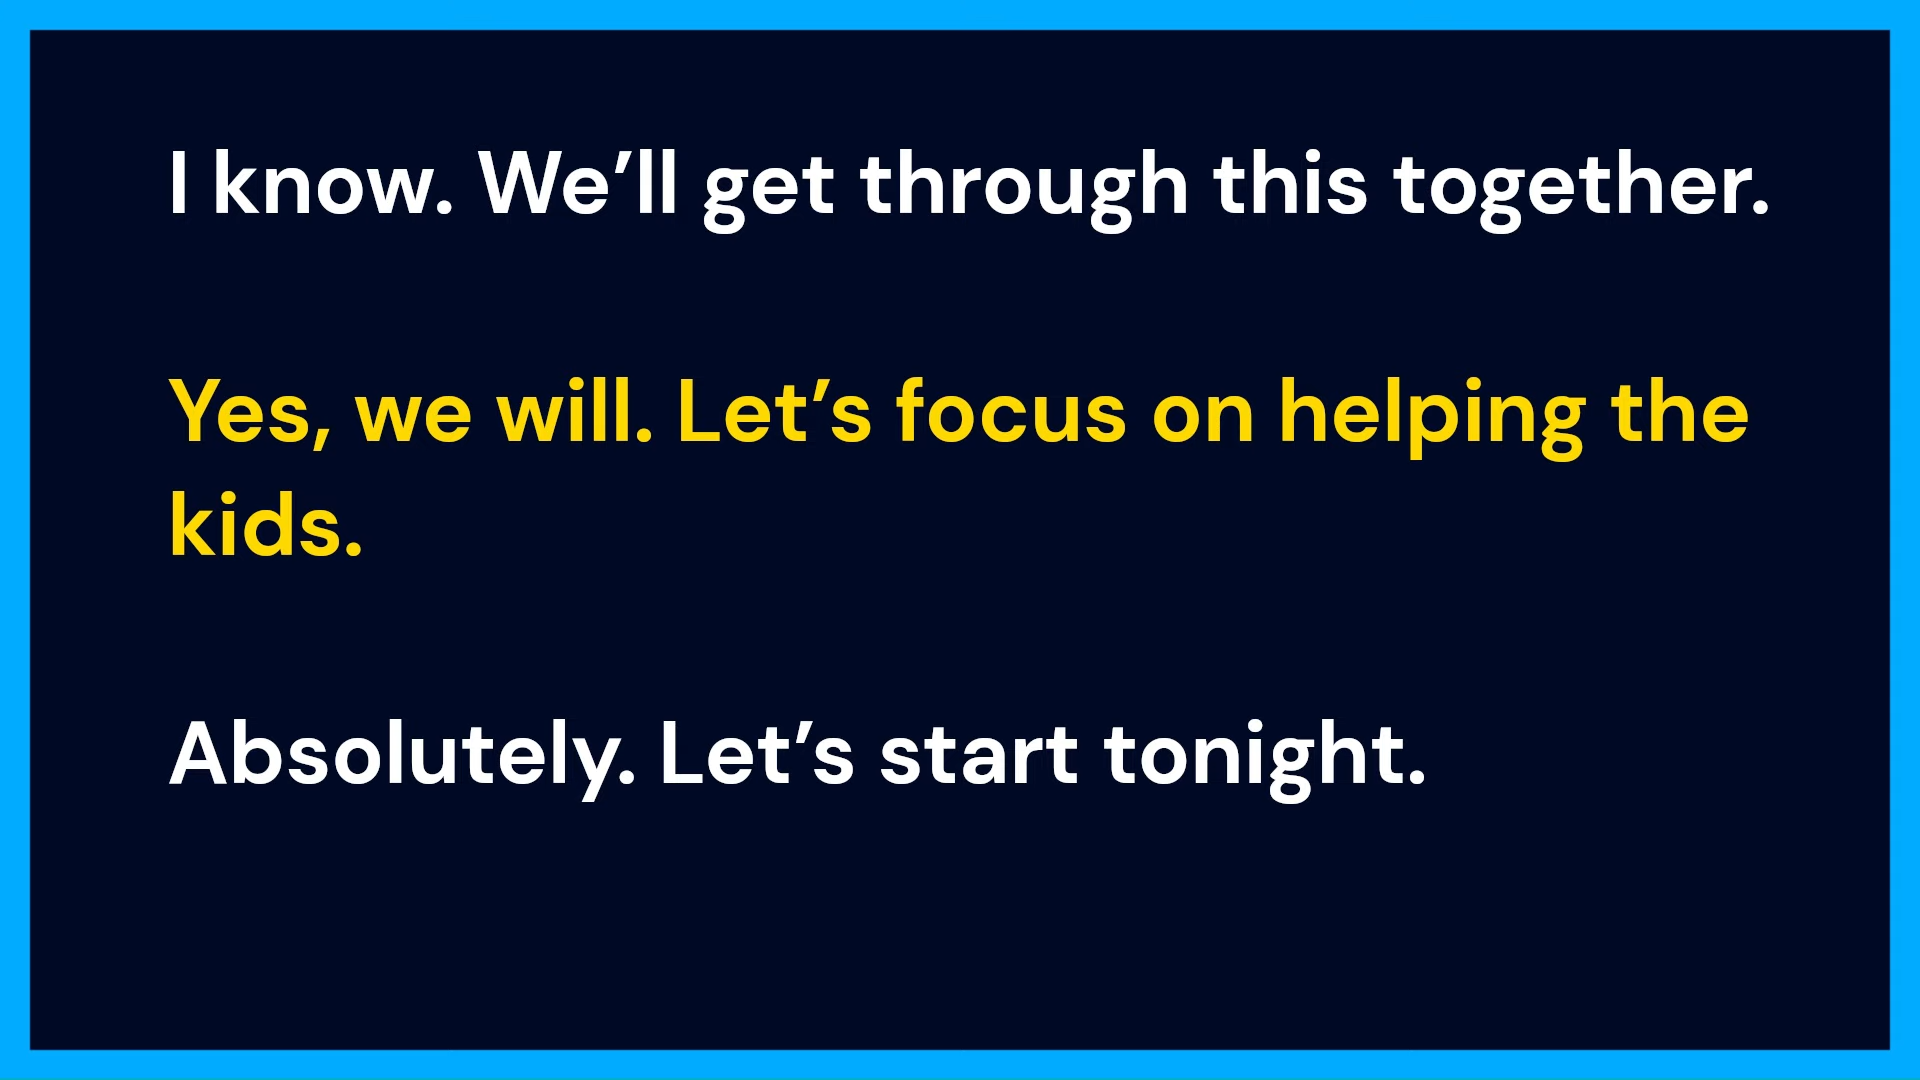 I know. We’ll get through this together.
Yes, we will. Let’s focus on helping the
kids.
Absolutely. Let’s start tonight.